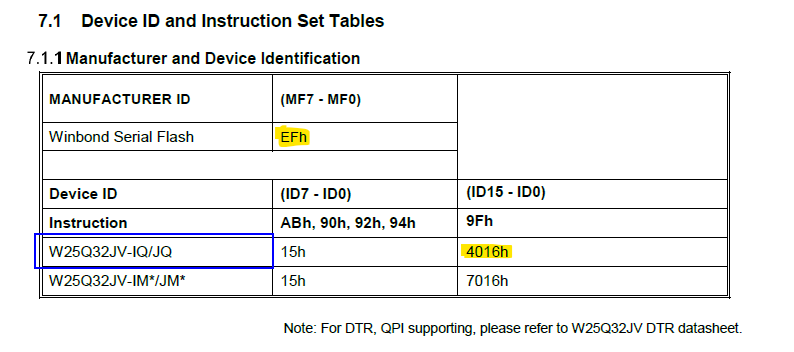 7.1 Device ID and Instruction Set Tables
7.1.1 Manufacturer and Device Identification
MANUFACTURER ID (MF7 - MF0)
Winbond Serial Flash EFh
Device ID (ID7 - ID0) (ID15 - ID0)
Instruction ABh, 90h, 92h, 94h 9Fh
W25Q32JV-IQ/JQ 15h 4016h
W25Q32JV-IM*/JM* 15h 7016h
Note: For DTR, QPI supporting, please refer to W25Q32JV DTR datasheet.